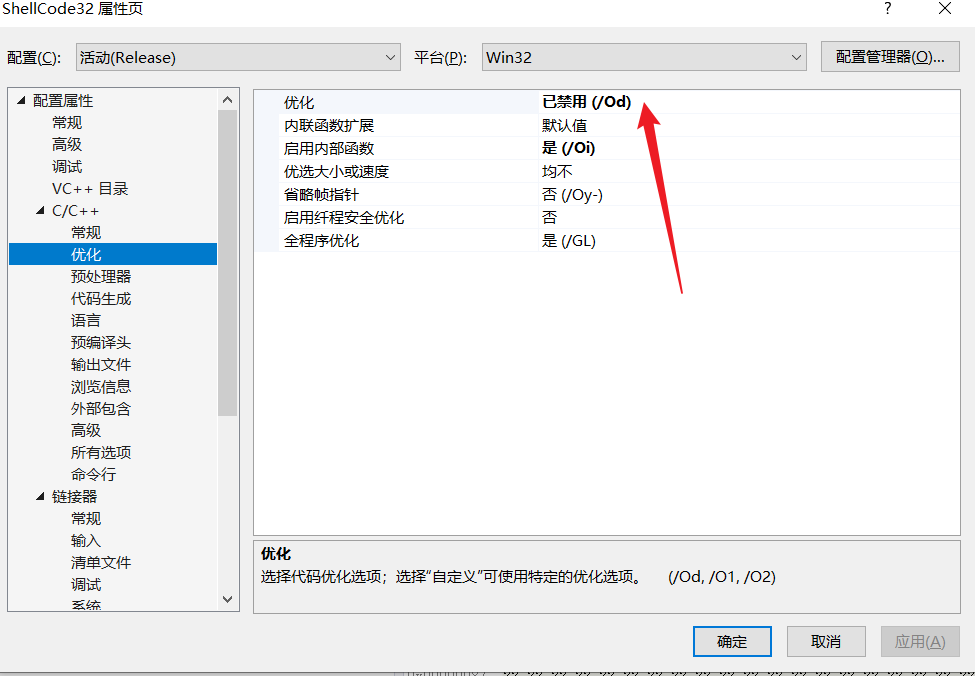 ShellCode32 属性页
配置(C): 活动(Release) 平台(P): Win32 配置管理器(O)...
配置属性
常规
高级
调试
VC++ 目录
C/C++
常规
优化
预处理器
代码生成
语言
预编译头
输出文件
浏览信息
外部包含
高级
所有选项
命令行
链接器
常规
输入
清单文件
调试
系统
优化 已禁用 (/Od)
内联函数扩展 默认值
启用内部函数 是 (/Oi)
优选大小或速度 均不
省略帧指针 否 (/Oy-)
启用纤程安全优化 否
全程序优化 是 (/GL)
优化
选择代码优化选项；选择“自定义”可使用特定的优化选项。 (/Od, /O1, /O2)
确定 取消 应用(A)